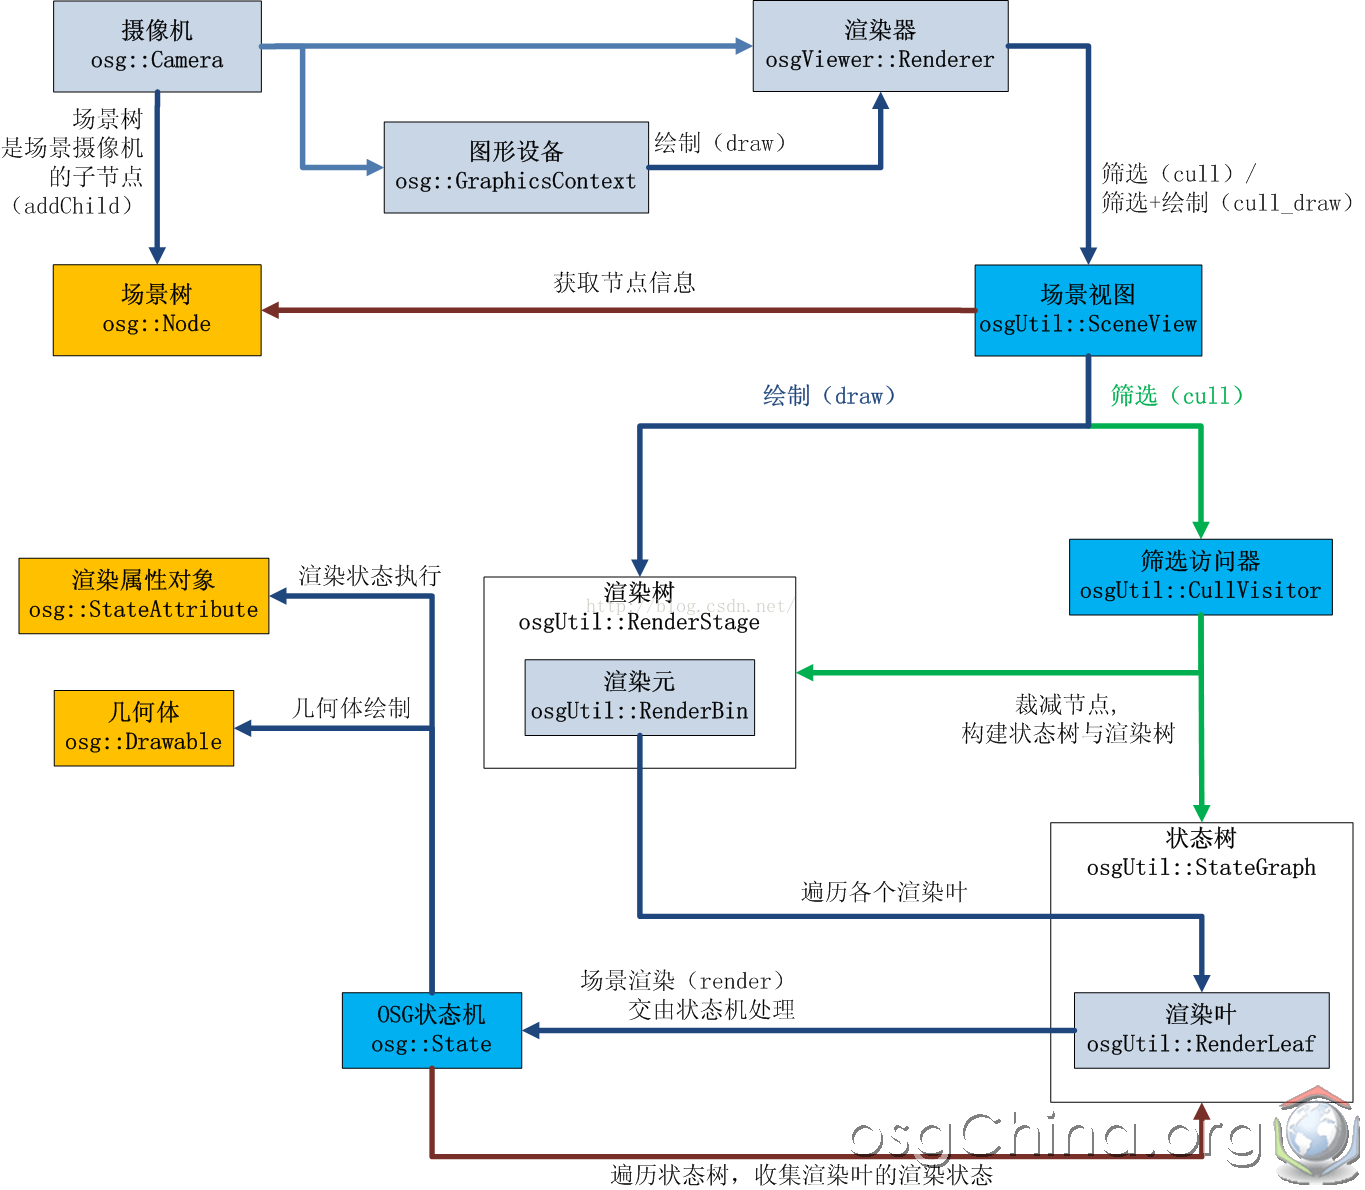 摄像机
osg::Camera
渲染器
osgViewer::Renderer
场景树
是场景摄像机
的子节点
（addChild）
图形设备
osg::GraphicsContext
绘制（draw）
筛选（cull）/
筛选+绘制（cull_draw）
场景树
osg::Node
获取节点信息
场景视图
osgUtil::SceneView
绘制（draw）
筛选（cull）
筛选访问器
osgUtil::CullVisitor
渲染属性对象
osg::StateAttribute
渲染状态执行
渲染树
http://blog.csdn.net/
osgUtil::RenderStage
渲染元
osgUtil::RenderBin
几何体
osg::Drawable
几何体绘制
裁减节点,
构建状态树与渲染树
状态树
osgUtil::StateGraph
遍历各个渲染叶
场景渲染（render）
交由状态机处理
OSG状态机
osg::State
渲染叶
osgUtil::RenderLeaf
osgChina.org
遍历状态树，收集渲染叶的渲染状态